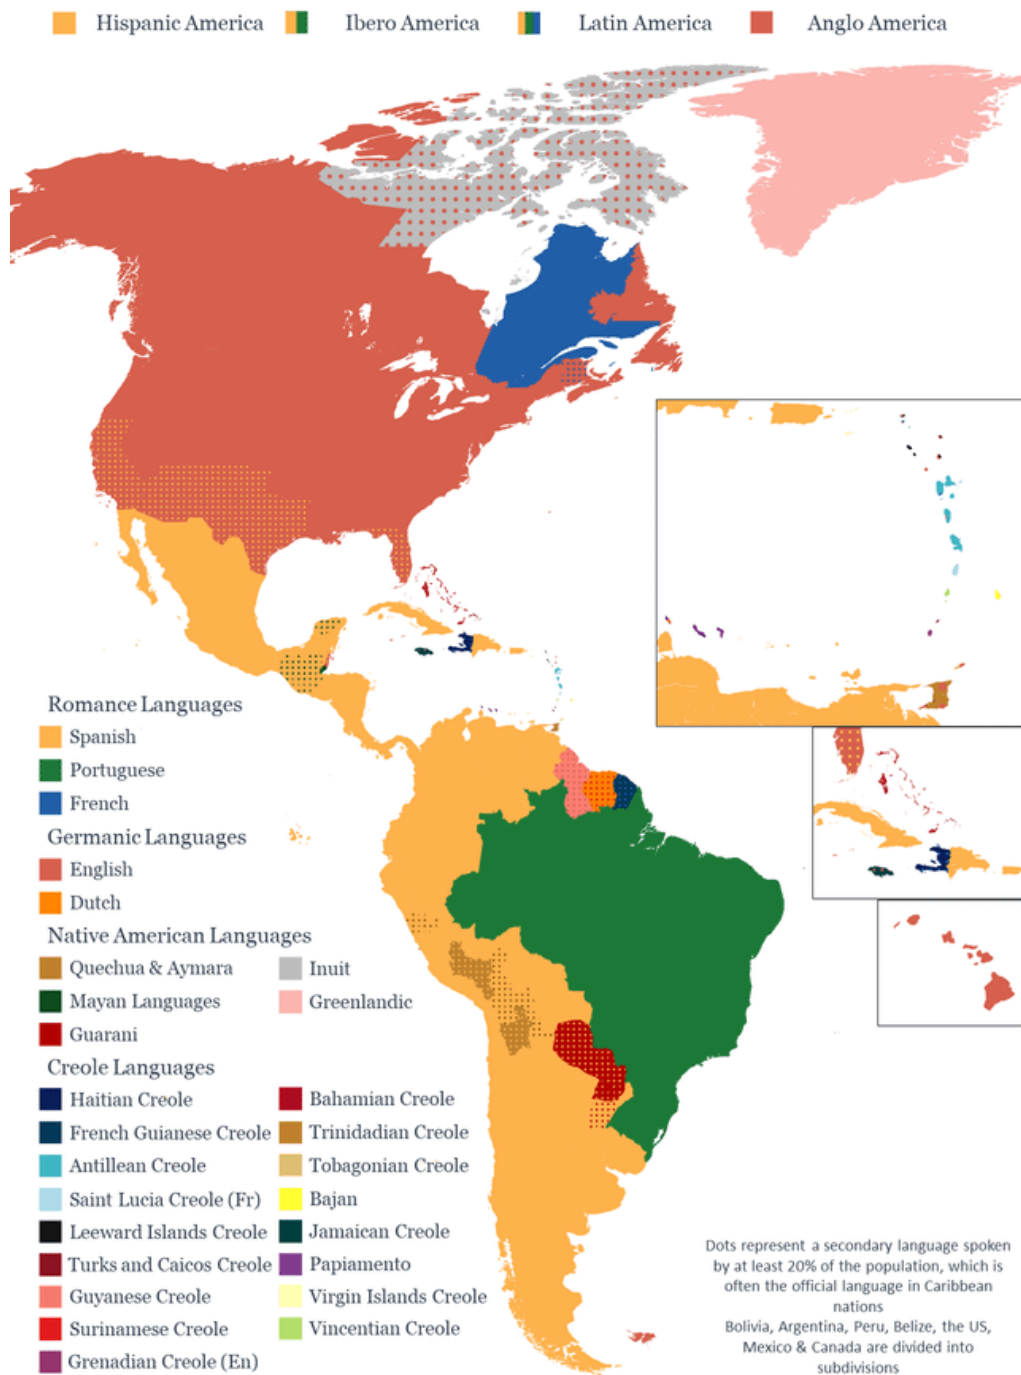 Hispanic America
Ibero America
Latin America
Anglo America
Romance Languages
Spanish
Portuguese
French
Germanic Languages
English
Dutch
Native American Languages
Quechua & Aymara
Inuit
Mayan Languages
Greenlandic
Guarani
Creole Languages
Haitian Creole
Bahamian Creole
French Guianese Creole
Trinidadian Creole
Antillean Creole
Tobagonian Creole
Saint Lucia Creole (Fr)
Bajan
Leeward Islands Creole
Jamaican Creole
Turks and Caicos Creole
Papiamento
Guyanese Creole
Virgin Islands Creole
Surinamese Creole
Vincentian Creole
Grenadian Creole (En)
Dots represent a secondary language spoken
by at least 20% of the population, which is
often the official language in Caribbean
nations
Bolivia, Argentina, Peru, Belize, the US,
Mexico & Canada are divided into
subdivisions